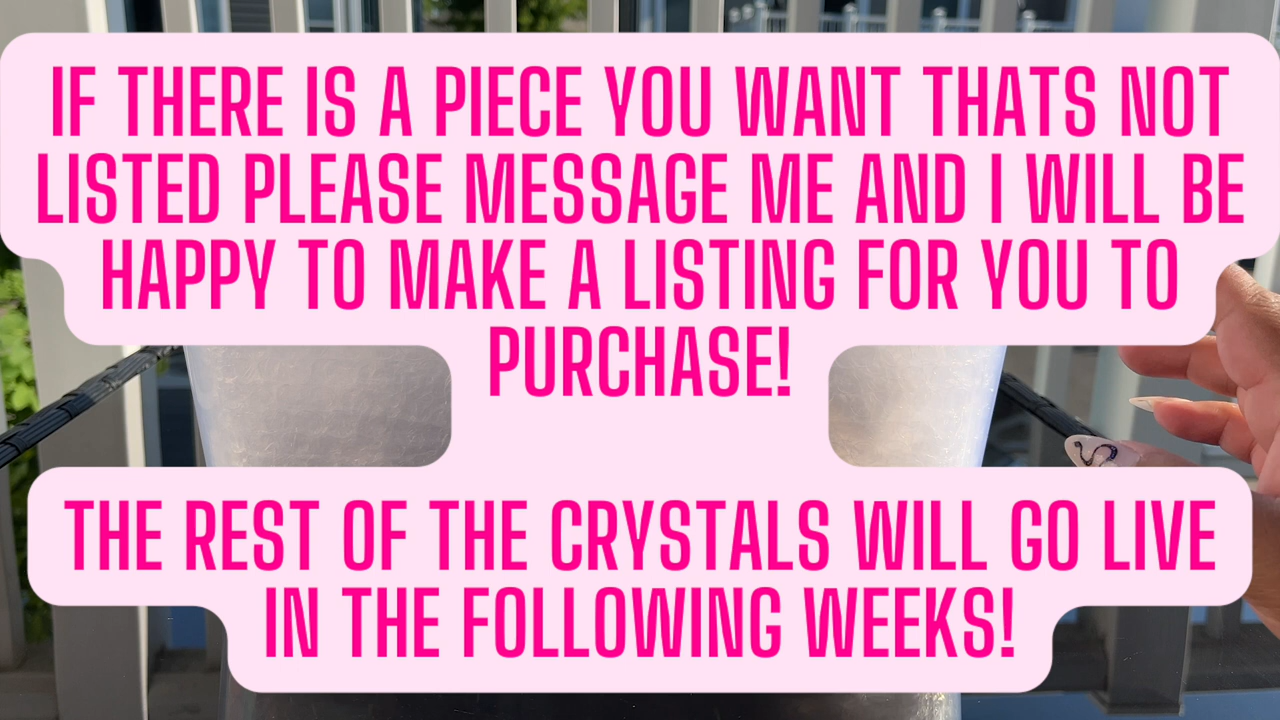 IF THERE IS A PIECE YOU WANT THATS NOT
LISTED PLEASE MESSAGE ME AND I WILL BE
HAPPY TO MAKE A LISTING FOR YOU TO
PURCHASE!
THE REST OF THE CRYSTALS WILL GO LIVE
IN THE FOLLOWING WEEKS!